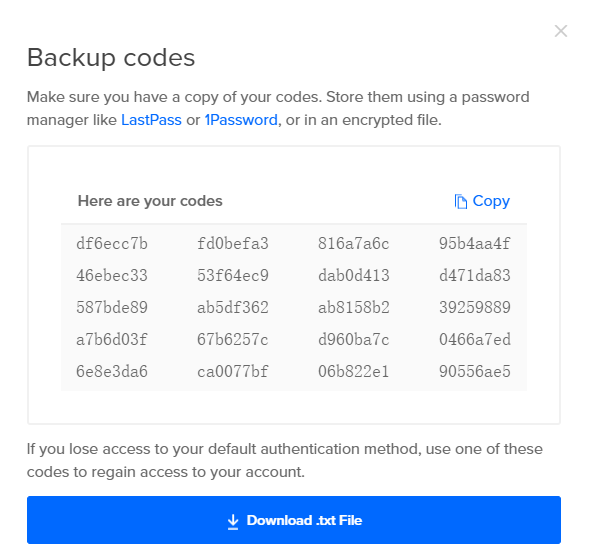 Backup codes
Make sure you have a copy of your codes. Store them using a password
manager like LastPass or 1Password, or in an encrypted file.
Here are your codes Copy
df6ecc7b fd0befa3 816a7a6c 95b4aa4f
46ebec33 53f64ec9 dab0d413 d471da83
587bde89 ab5df362 ab8158b2 39259889
a7b6d03f 67b6257c d960ba7c 0466a7ed
6e8e3da6 ca0077bf 06b822e1 90556ae5
If you lose access to your default authentication method, use one of these
codes to regain access to your account.
Download .txt File